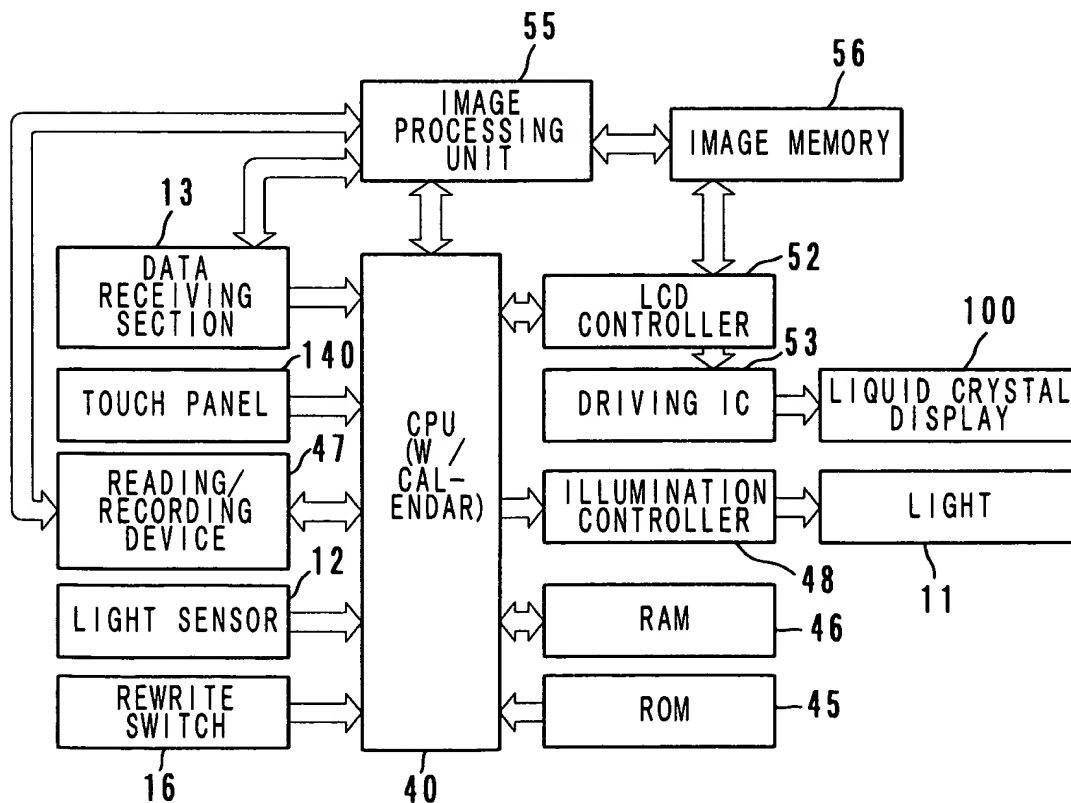 55
56
IMAGE
PROCESSING
UNIT
IMAGE MEMORY
13
DATA
RECEIVING
SECTION
52
LCD
CONTROLLER
140
TOUCH PANEL
53
DRIVING IC
100
LIQUID CRYSTAL
DISPLAY
CPU
(W/
CAL-
ENDAR)
47
READING/
RECORDING
DEVICE
ILLUMINATION
CONTROLLER
LIGHT
12
LIGHT SENSOR
48
11
RAM
46
REWRITE
SWITCH
ROM
45
16
40